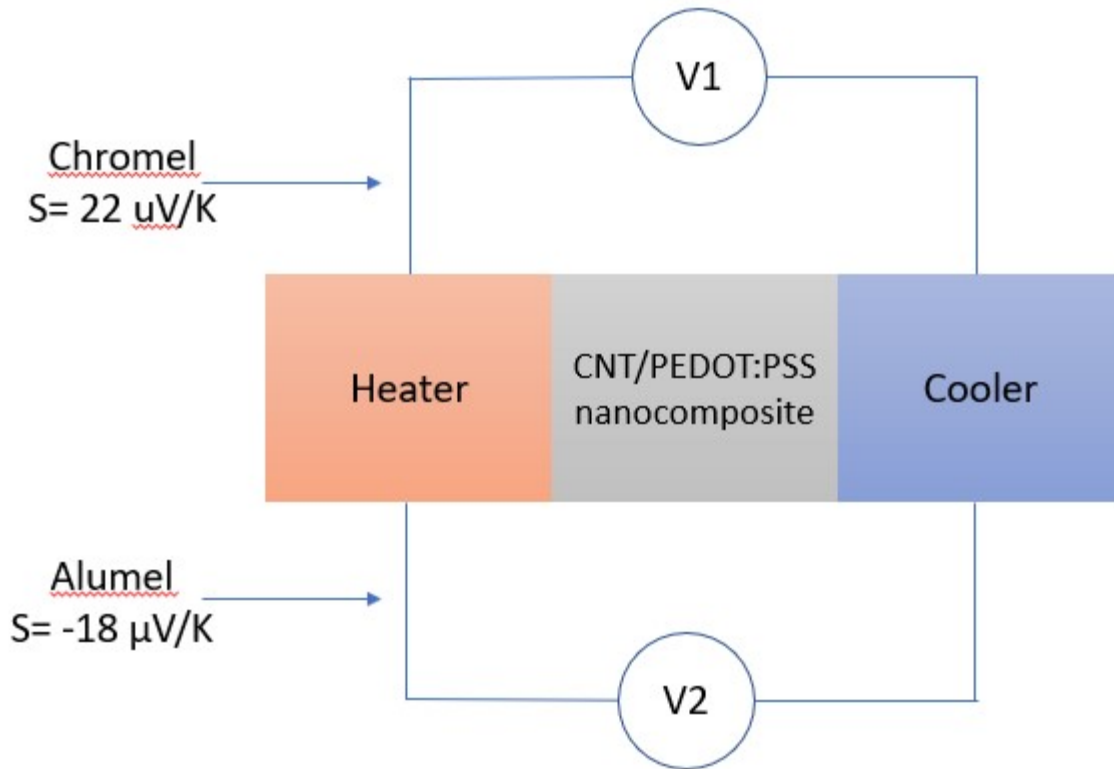 V1
Chromel
S= 22 uV/K
Heater
CNT/PEDOT:PSS
nanocomposite
Cooler
Alumel
S= -18 µV/K
V2